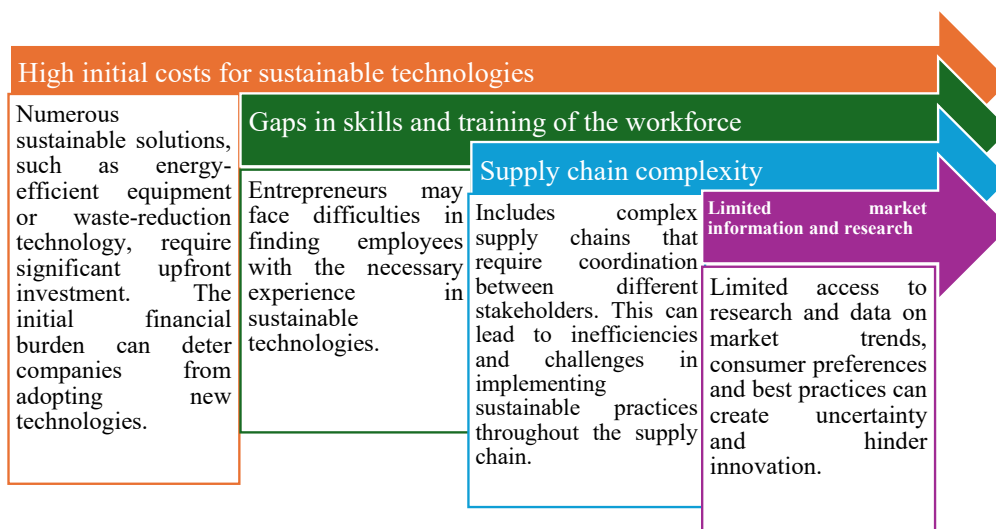 High initial costs for sustainable technologies
Numerous
sustainable solutions,
such as energy-
efficient equipment
or waste-reduction
technology, require
significant upfront
investment. The
initial financial
burden can deter
companies from
adopting new
technologies.
Gaps in skills and training of the workforce
Entrepreneurs may
face difficulties in
finding employees
with the necessary
experience in
sustainable
technologies.
Supply chain complexity
Includes complex
supply chains that
require coordination
between different
stakeholders. This can
lead to inefficiencies
and challenges in
implementing
sustainable practices
throughout the supply
chain.
Limited market
information and research
Limited access to
research and data on
market trends,
consumer preferences
and best practices can
create uncertainty
and hinder
innovation.